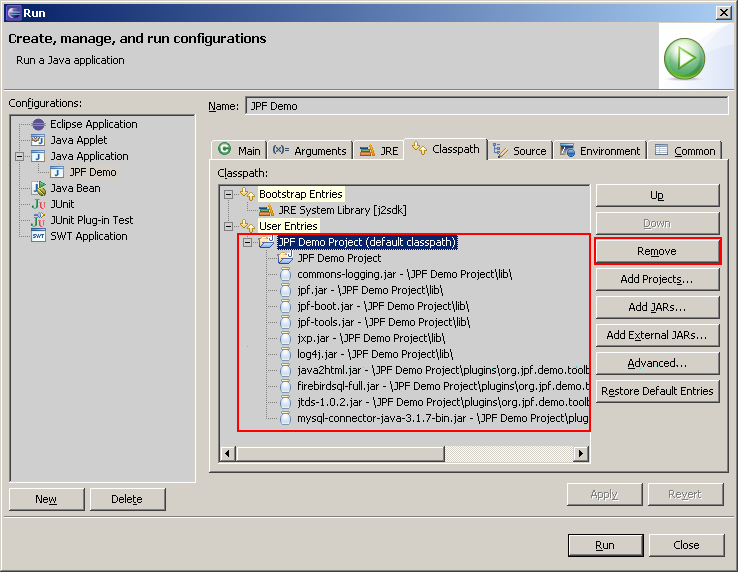 Run
Create, manage, and run configurations
Run a Java application
Configurations:
Eclipse Application
Java Applet
Java Application
JPF Demo
Java Bean
JUnit
JUnit Plug-in Test
SWT Application
New
Delete
Name: JPF Demo
Main (x)= Arguments JRE Classpath Source Environment Common
Classpath:
Bootstrap Entries
JRE System Library [j2sdk]
User Entries
JPF Demo Project (default classpath)
JPF Demo Project
commons-logging.jar - \JPF Demo Project\lib\
jpf.jar - \JPF Demo Project\lib\
jpf-boot.jar - \JPF Demo Project\lib\
jpf-tools.jar - \JPF Demo Project\lib\
jxp.jar - \JPF Demo Project\lib\
log4j.jar - \JPF Demo Project\lib\
java2html.jar - \JPF Demo Project\plugins\org.jpf.demo.toolb
firebirdsql-full.jar - \JPF Demo Project\plugins\org.jpf.demo.t
jtds-1.0.2.jar - \JPF Demo Project\plugins\org.jpf.demo.toolb
mysql-connector-java-3.1.7-bin.jar - \JPF Demo Project\plug
Up
Down
Remove
Add Projects...
Add JARs...
Add External JARs...
Advanced...
Restore Default Entries
Apply
Revert
Run
Close